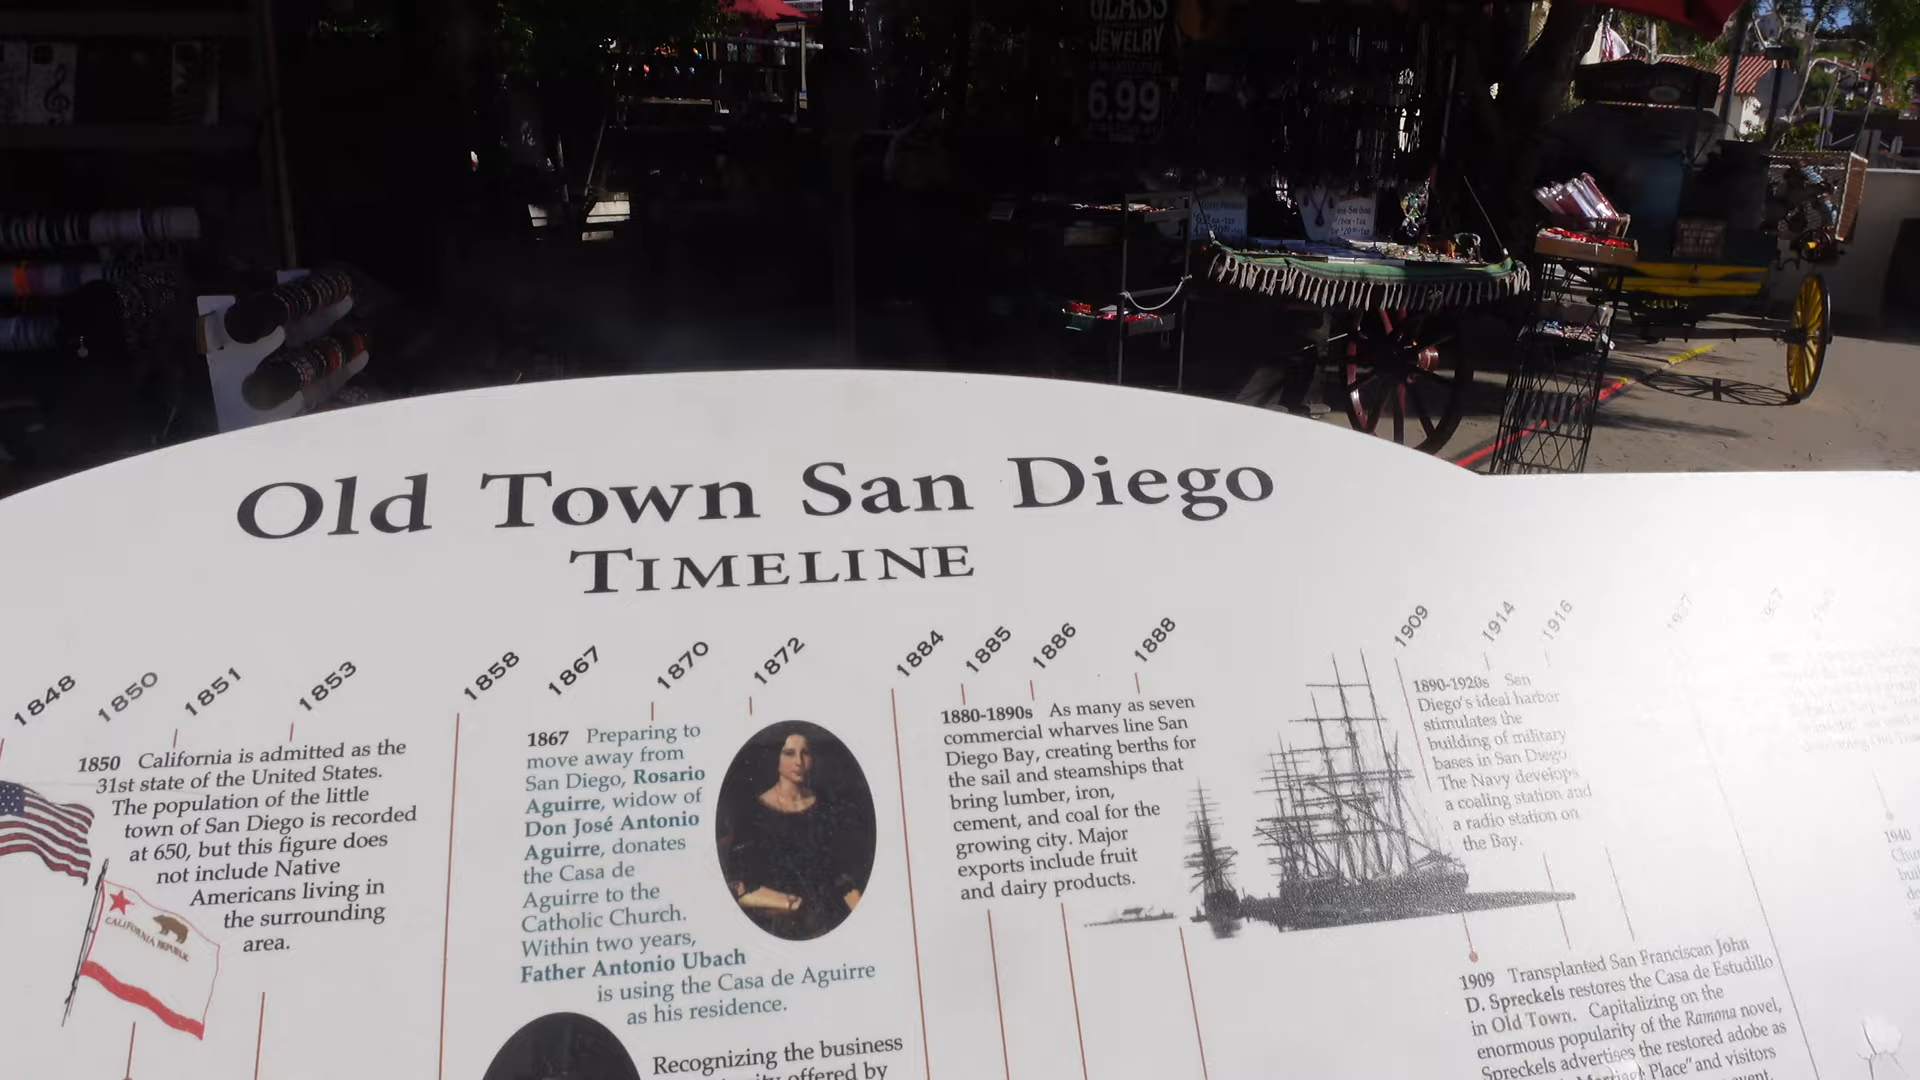 GLASS
JEWELRY
6.99
Old Town San Diego
TIMELINE
1848
1850
1851
1853
1858
1867
1870
1872
1884
1885
1886
1888
1909
1914
1916
1850 California is admitted as the
31st state of the United States.
The population of the little
town of San Diego is recorded
at 650, but this figure does
not include Native
Americans living in
the surrounding
area.
CALIFORNIA REPUBLIC
1867 Preparing to
move away from
San Diego, Rosario
Aguirre, widow of
Don José Antonio
Aguirre, donates
the Casa de
Aguirre to the
Catholic Church.
Within two years,
Father Antonio Ubach
is using the Casa de Aguirre
as his residence.
Recognizing the business
offered by
1880-1890s As many as seven
commercial wharves line San
Diego Bay, creating berths for
the sail and steamships that
bring lumber, iron,
cement, and coal for the
growing city. Major
exports include fruit
and dairy products.
1890-1920s San
Diego's ideal harbor
stimulates the
building of military
bases in San Diego.
The Navy develops
a coaling station and
a radio station on
the Bay.
1909 Transplanted San Franciscan John
D. Spreckels restores the Casa de Estudillo
in Old Town. Capitalizing on the
enormous popularity of the Ramona novel,
Spreckels advertises the restored adobe as
Marriage Place" and visitors
1940